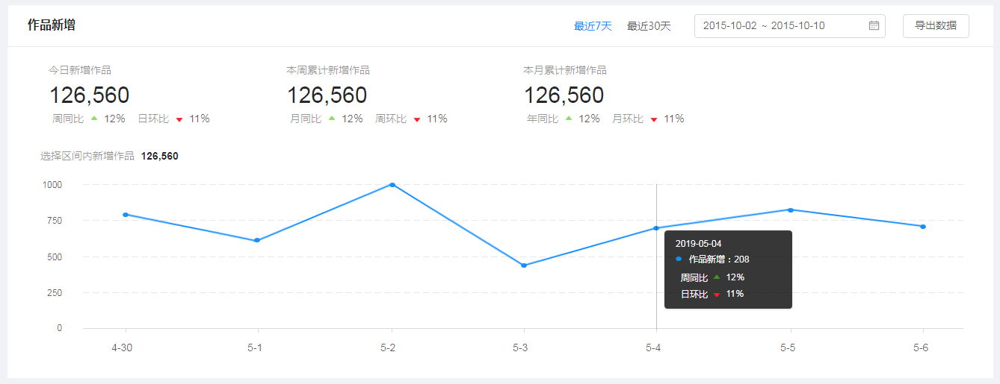 作品新增 最近7天 最近30天 2015-10-02 ~ 2015-10-10 导出数据
今日新增作品 本周累计新增作品 本月累计新增作品
126,560 126,560 126,560
周同比 12% 日环比 11% 月同比 12% 周环比 11% 年同比 12% 月环比 11%
选择区间内新增作品 126,560
1000
750
500
250
0
2019-05-04
作品新增：208
周同比 12%
日环比 11%
4-30 5-1 5-2 5-3 5-4 5-5 5-6